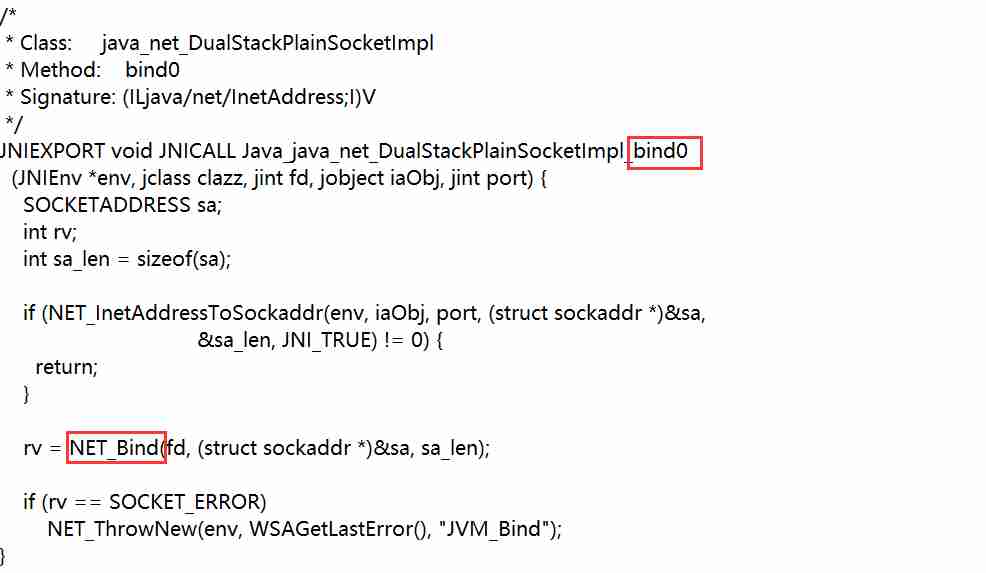 /*
 * Class:     java_net_DualStackPlainSocketImpl
 * Method:    bind0
 * Signature: (ILjava/net/InetAddress;I)V
 */
JNIEXPORT void JNICALL Java_java_net_DualStackPlainSocketImpl_bind0
  (JNIEnv *env, jclass clazz, jint fd, jobject iaObj, jint port) {
    SOCKETADDRESS sa;
    int rv;
    int sa_len = sizeof(sa);

    if (NET_InetAddressToSockaddr(env, iaObj, port, (struct sockaddr *)&sa,
                                 &sa_len, JNI_TRUE) != 0) {
      return;
    }

    rv = NET_Bind(fd, (struct sockaddr *)&sa, sa_len);

    if (rv == SOCKET_ERROR)
        NET_ThrowNew(env, WSAGetLastError(), "JVM_Bind");
}